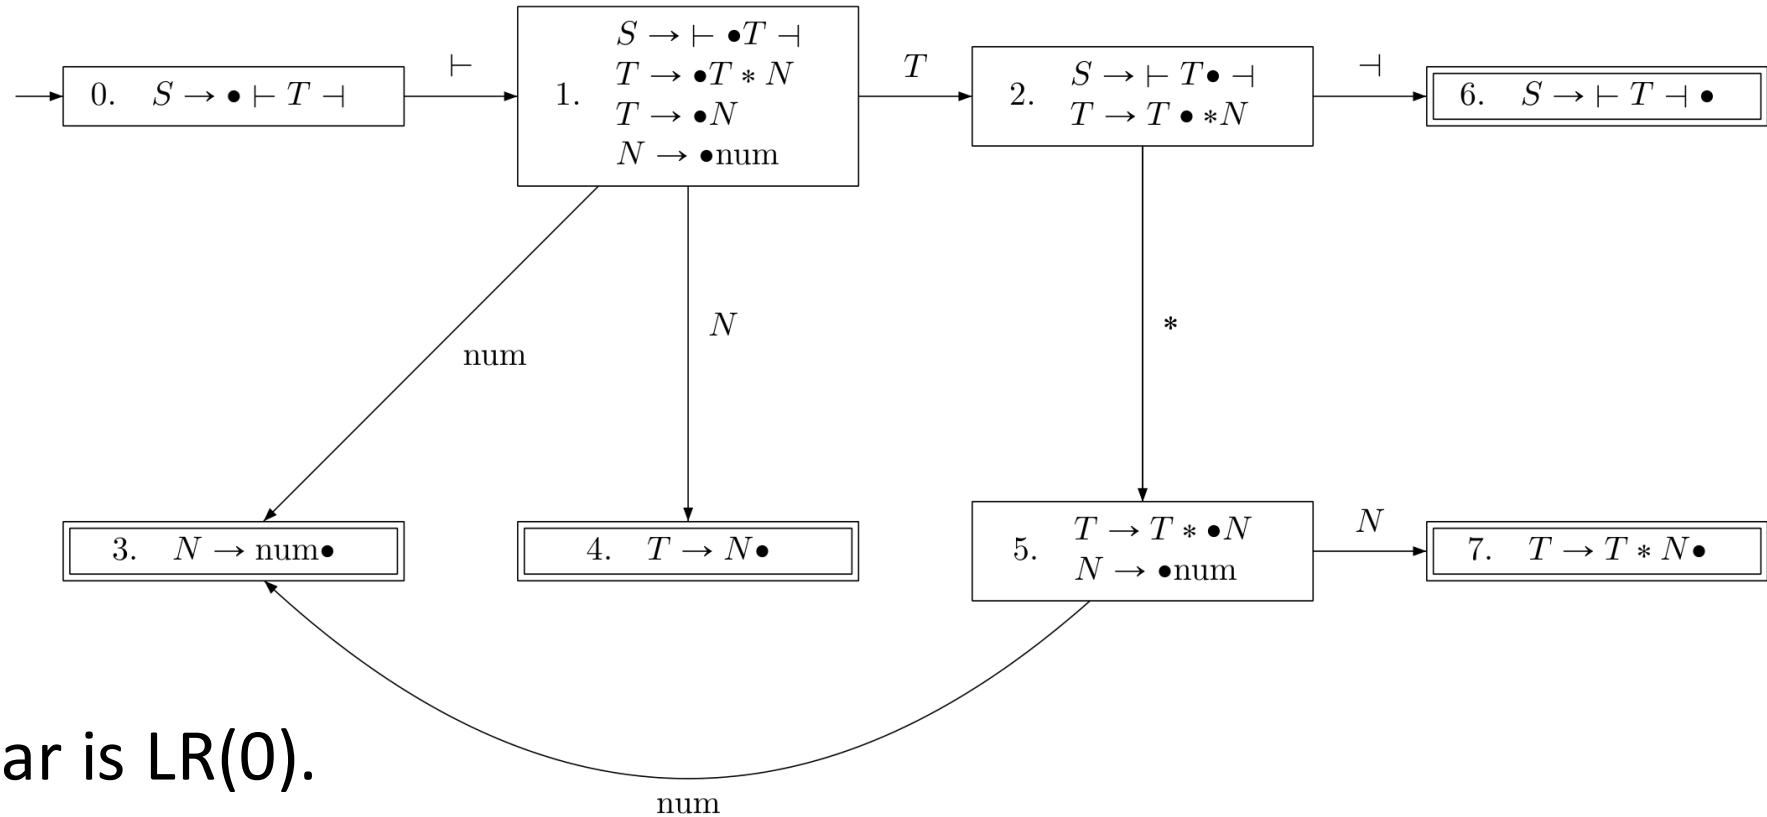 ⊢
0. S → • ⊢ T ⊣
1.
S → ⊢ •T ⊣
T → •T * N
T → •N
N → •num
T
2.
S → ⊢ T• ⊣
T → T • *N
⊣
6. S → ⊢ T ⊣ •
num
N
*
3. N → num•
4. T → N•
5.
T → T * •N
N → •num
N
7. T → T * N•
ar is LR(0).
num